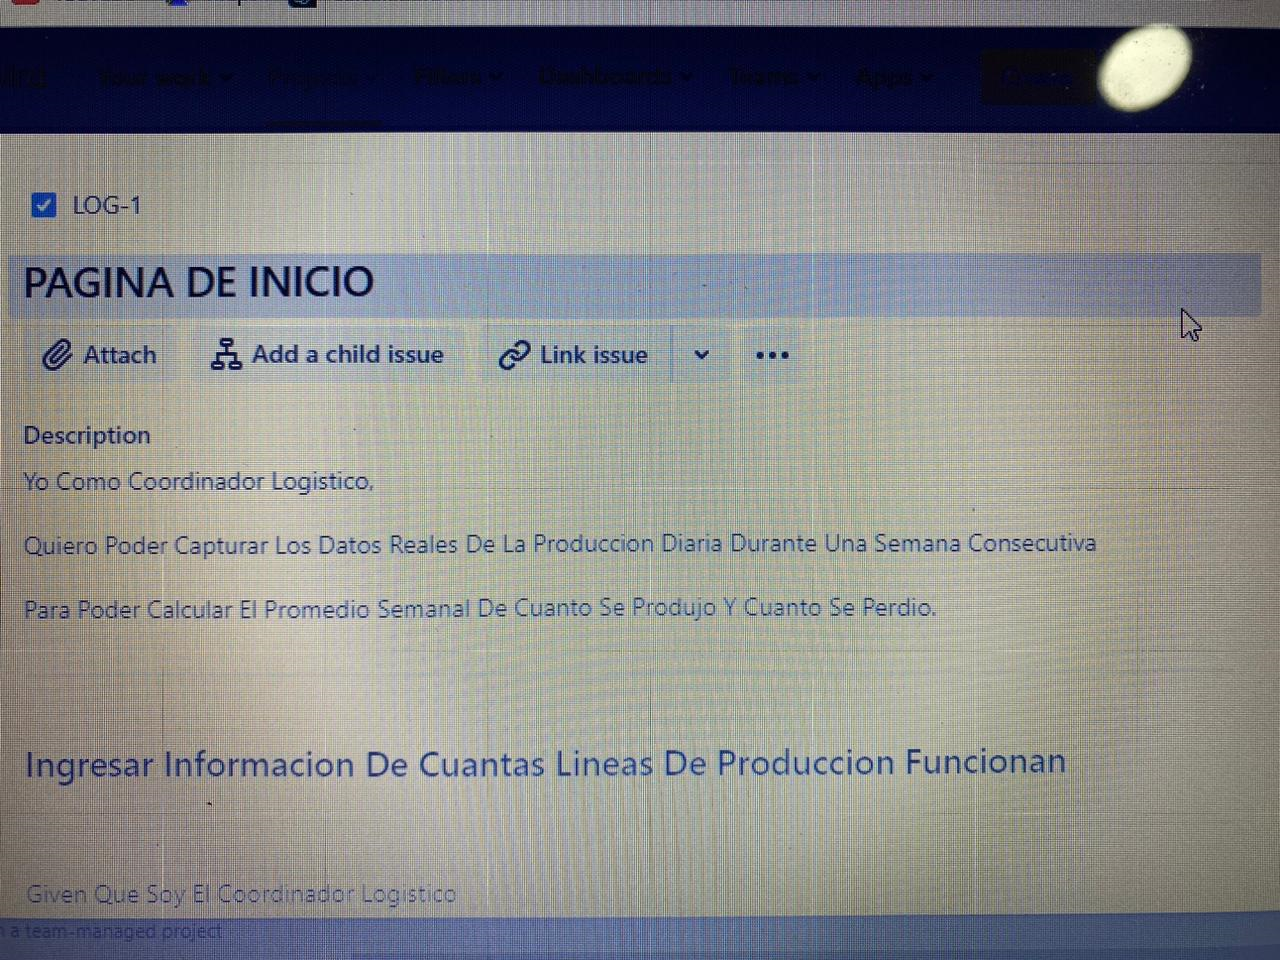 Your work
Projects
Filters
Dashboards
Teams
Apps
LOG-1
PAGINA DE INICIO
Attach
Add a child issue
Link issue
Description
Yo Como Coordinador Logistico,
Quiero Poder Capturar Los Datos Reales De La Produccion Diaria Durante Una Semana Consecutiva
Para Poder Calcular El Promedio Semanal De Cuanto Se Produjo Y Cuanto Se Perdio.
Ingresar Informacion De Cuantas Lineas De Produccion Funcionan
Given Que Soy El Coordinador Logistico
a team-managed project